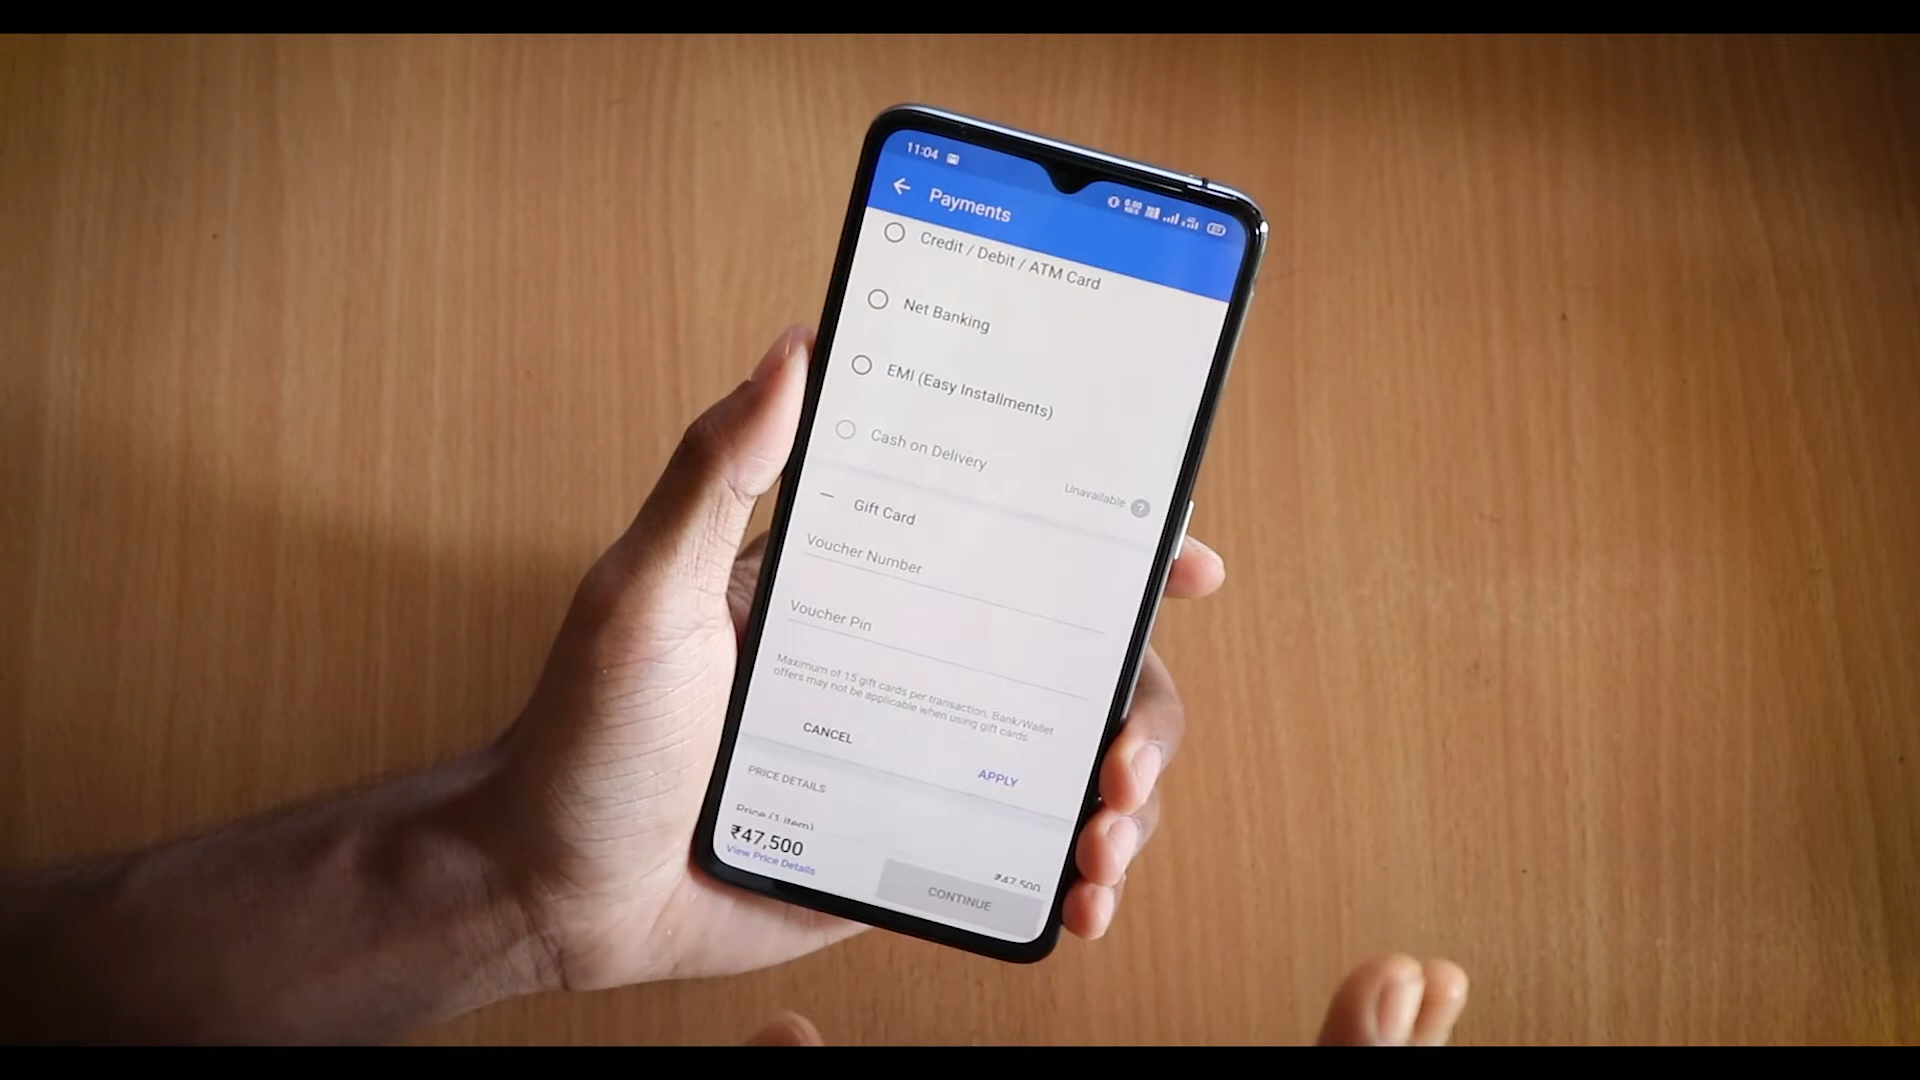 11:04
Payments
Credit / Debit / ATM Card
Net Banking
EMI (Easy Installments)
Cash on Delivery
Unavailable ?
Gift Card
Voucher Number
Voucher Pin
Maximum of 15 gift cards per transaction. Bank/Wallet
offers may not be applicable when using gift cards
CANCEL
APPLY
PRICE DETAILS
Price (1 item)
₹47,500
₹47,500
View Price Details
CONTINUE